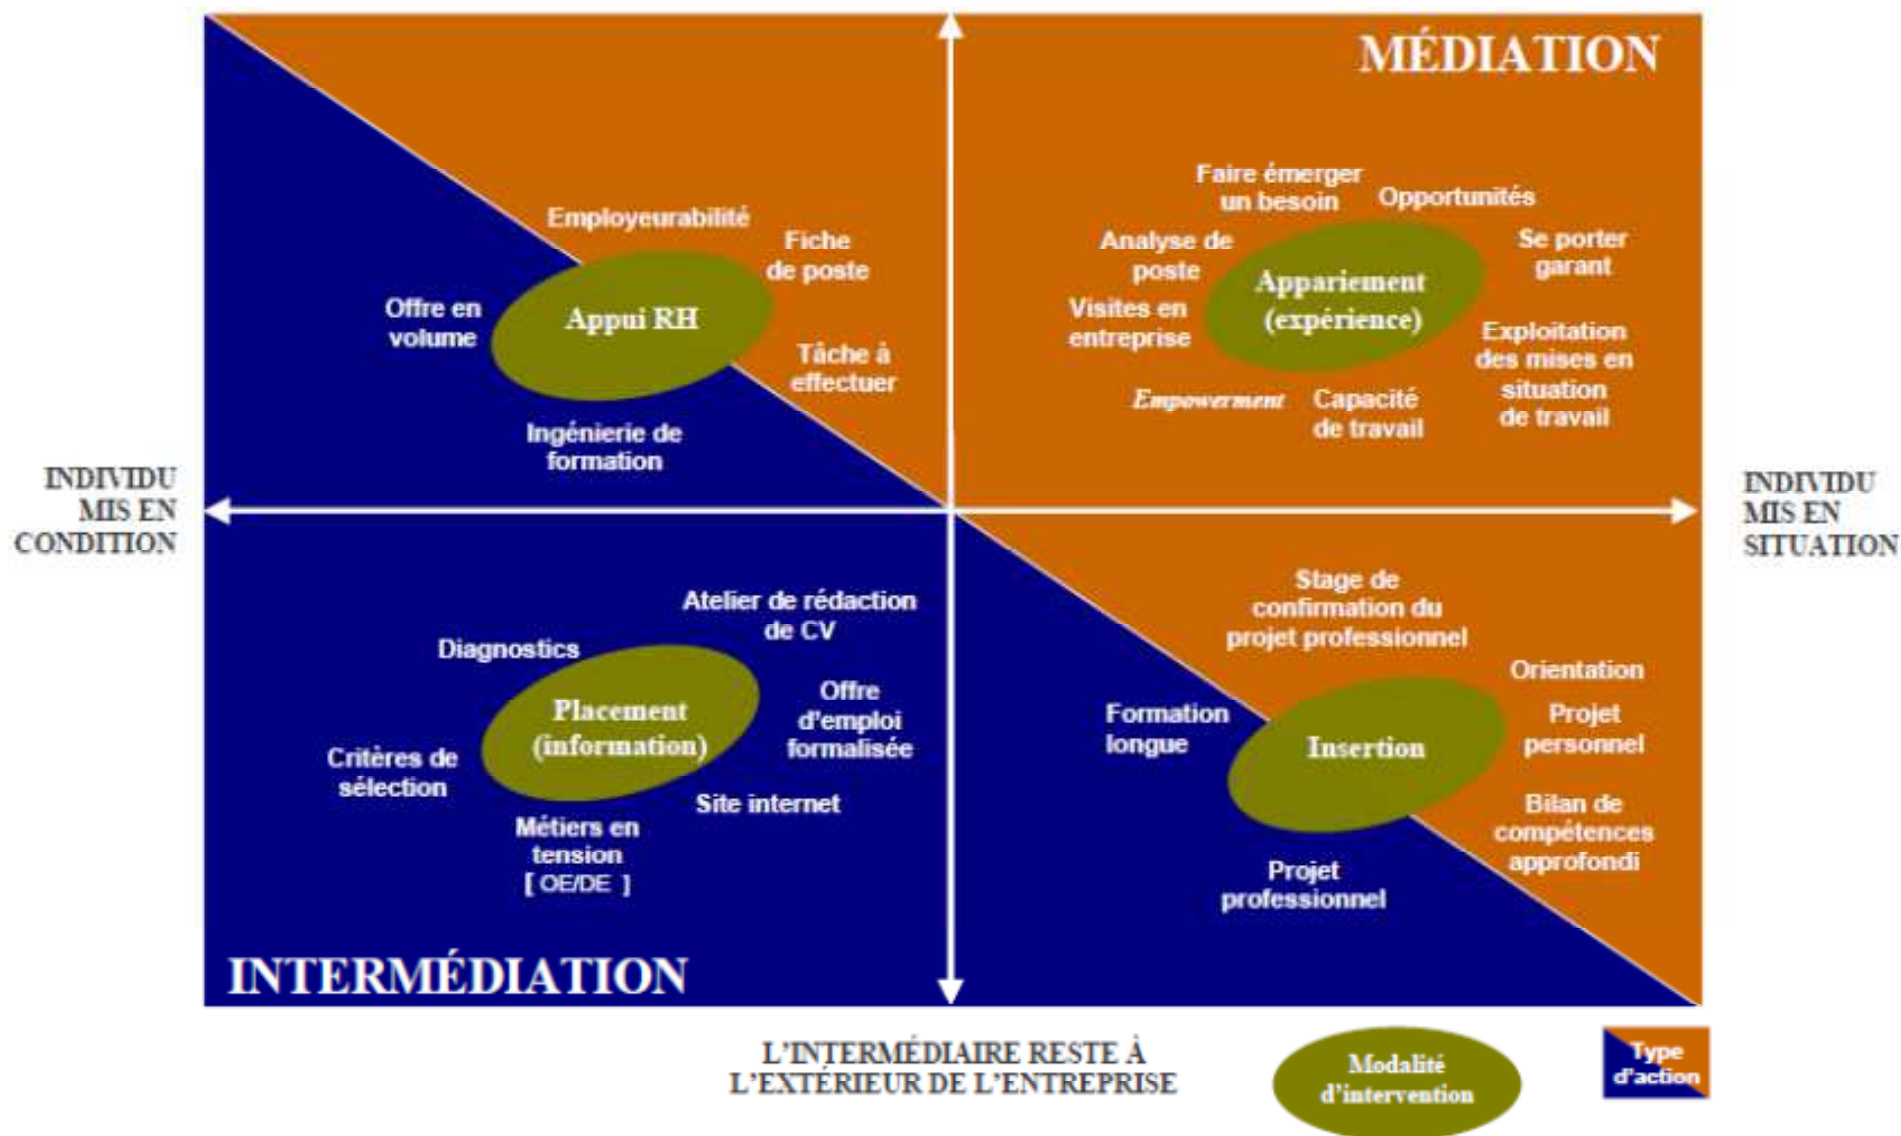 MÉDIATION
Faire émerger
un besoin
Opportunités
Analyse de
poste
Se porter
garant
Visites en
entreprise
Appariement
(expérience)
Exploitation
des mises en
situation
de travail
Empowerment
Capacité
de travail
Employeurabilité
Fiche
de poste
Offre en
volume
Appui RH
Tâche à
effectuer
Ingénierie de
formation
INDIVIDU
MIS EN
CONDITION
INDIVIDU
MIS EN
SITUATION
Atelier de rédaction
de CV
Diagnostics
Placement
(information)
Offre
d'emploi
formalisée
Critères de
sélection
Site internet
Métiers en
tension
[ OE/DE ]
Stage de
confirmation du
projet professionnel
Orientation
Formation
longue
Insertion
Projet
personnel
Bilan de
compétences
approfondi
Projet
professionnel
INTERMÉDIATION
L'INTERMÉDIAIRE RESTE À
L'EXTÉRIEUR DE L'ENTREPRISE
Modalité
d'intervention
Type
d'action